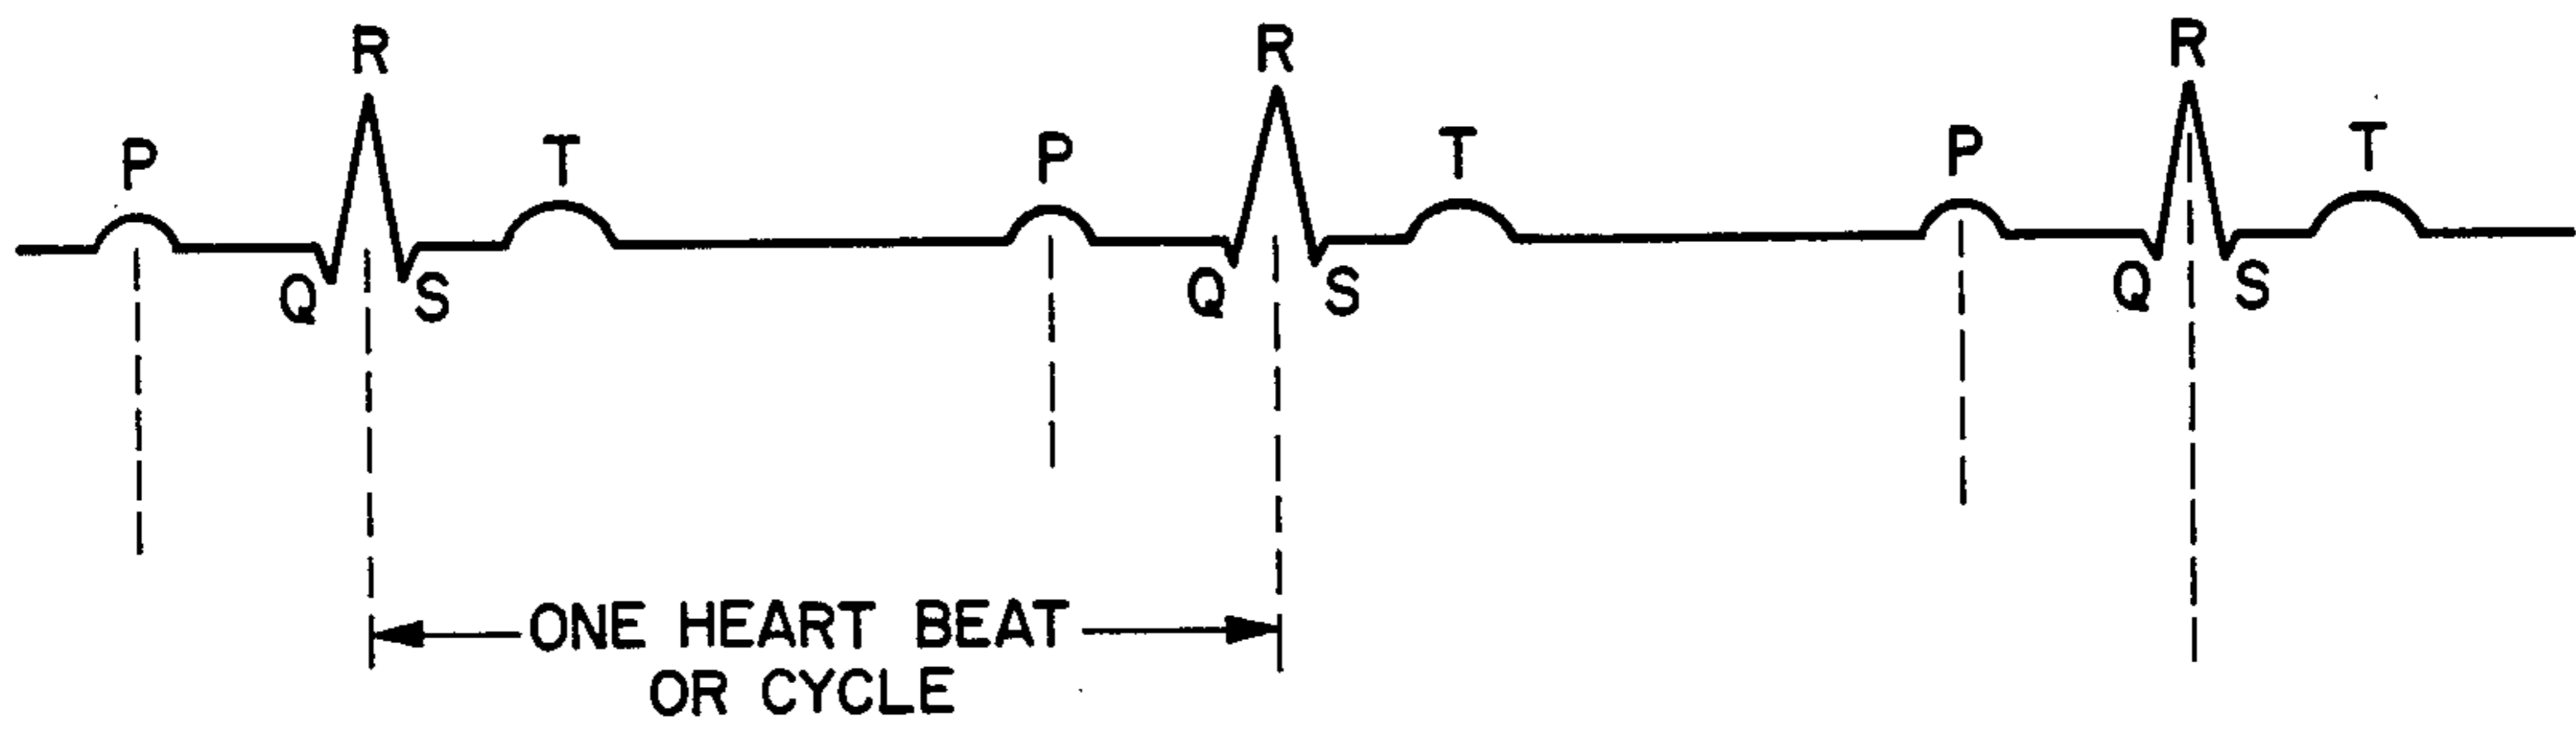 R R R
P T P T P T
Q S Q S Q S
ONE HEART BEAT
OR CYCLE